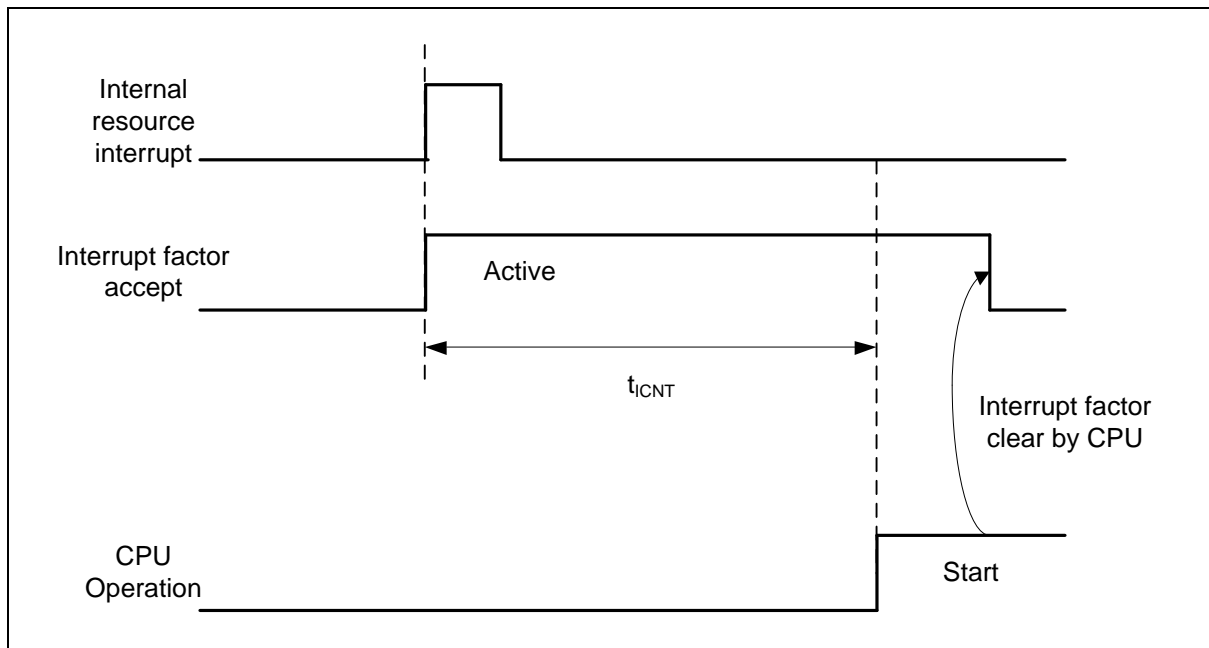 Internal
resource
interrupt
Interrupt factor
accept
Active
tICNT
Interrupt factor
clear by CPU
CPU
Operation
Start